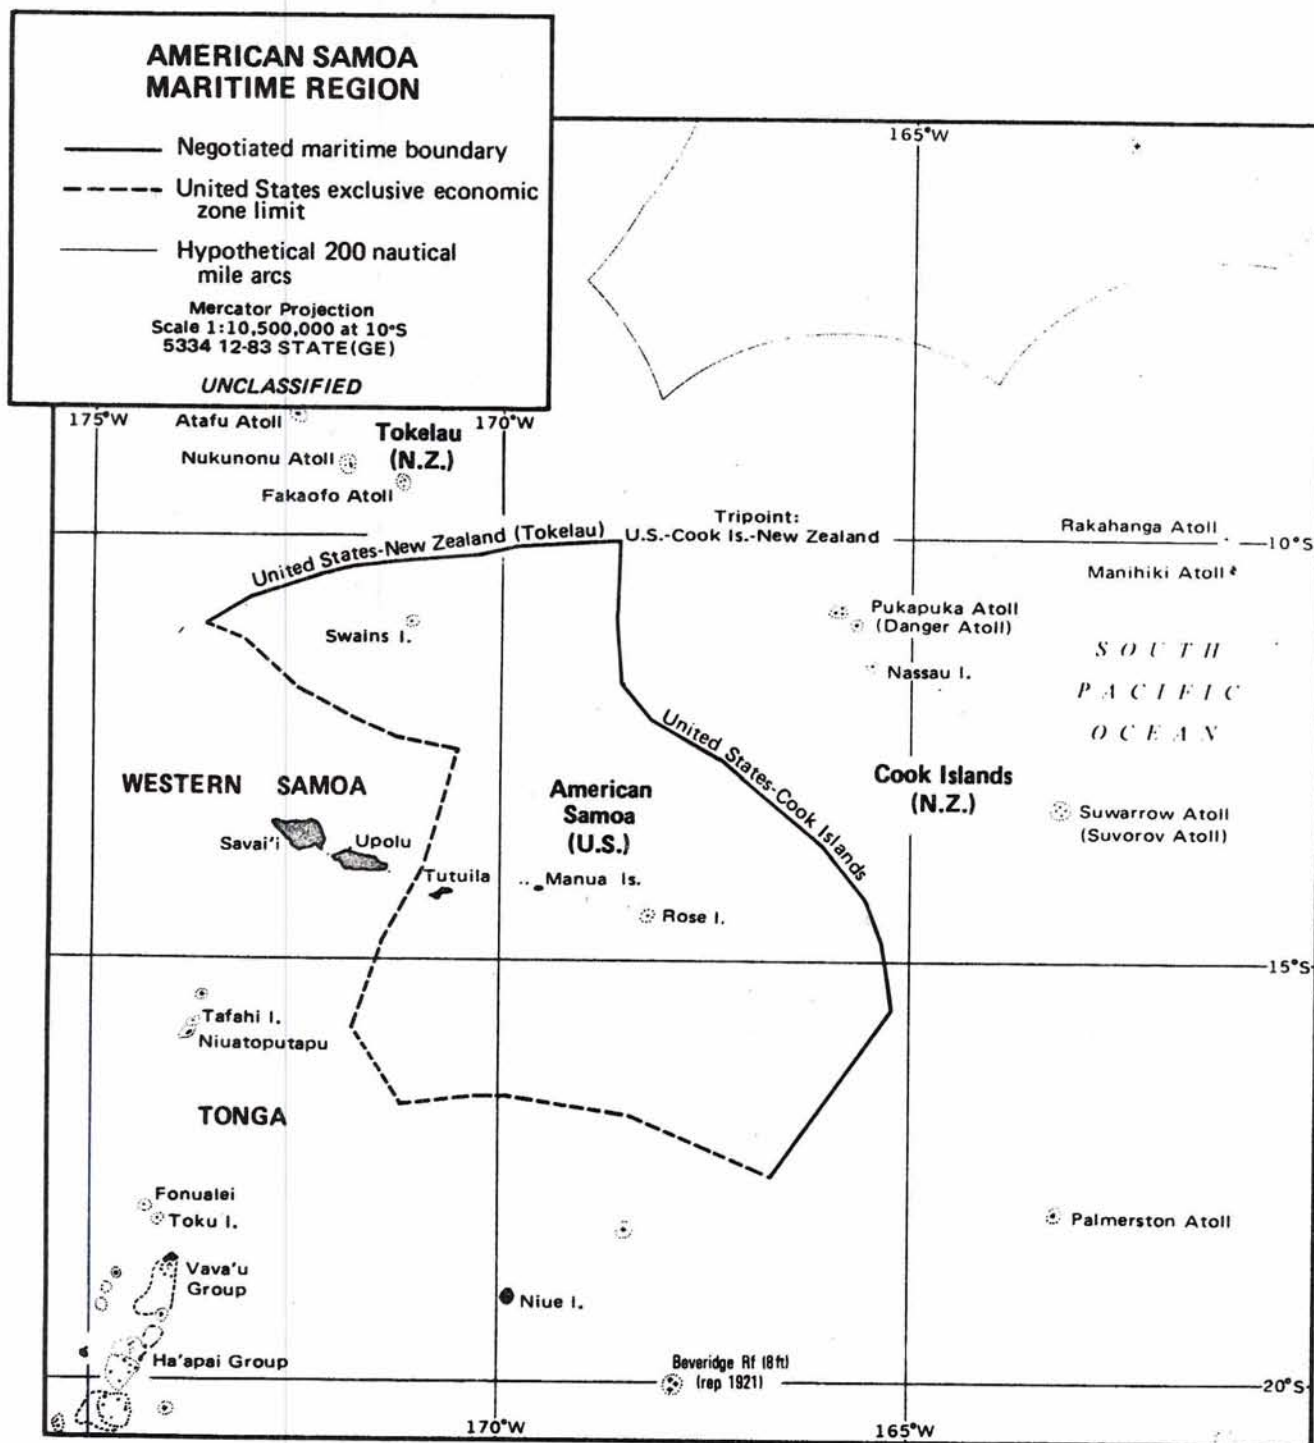 AMERICAN SAMOA
MARITIME REGION
Negotiated maritime boundary
United States exclusive economic
zone limit
Hypothetical 200 nautical
mile arcs
Mercator Projection
Scale 1:10,500,000 at 10°S
5334 12-83 STATE(GE)
UNCLASSIFIED
165°W
175°W
170°W
Atafu Atoll
Tokelau
(N.Z.)
Nukunonu Atoll
Fakaofo Atoll
United States-New Zealand (Tokelau)
Tripoint:
U.S.-Cook Is.-New Zealand
Rakahanga Atoll
10°S
Manihiki Atoll
Swains I.
Pukapuka Atoll
(Danger Atoll)
Nassau I.
SOUTH
PACIFIC
OCEAN
United States-Cook Islands
WESTERN SAMOA
American
Samoa
(U.S.)
Cook Islands
(N.Z.)
Suwarrow Atoll
(Suvorov Atoll)
Savai'i
Upolu
Tutuila
Manua Is.
Rose I.
15°S
Tafahi I.
Niuatoputapu
TONGA
Fonualei
Toku I.
Palmerston Atoll
Vava'u
Group
Niue I.
Ha'apai Group
Beveridge Rf (8ft)
(rep 1921)
20°S
170°W
165°W